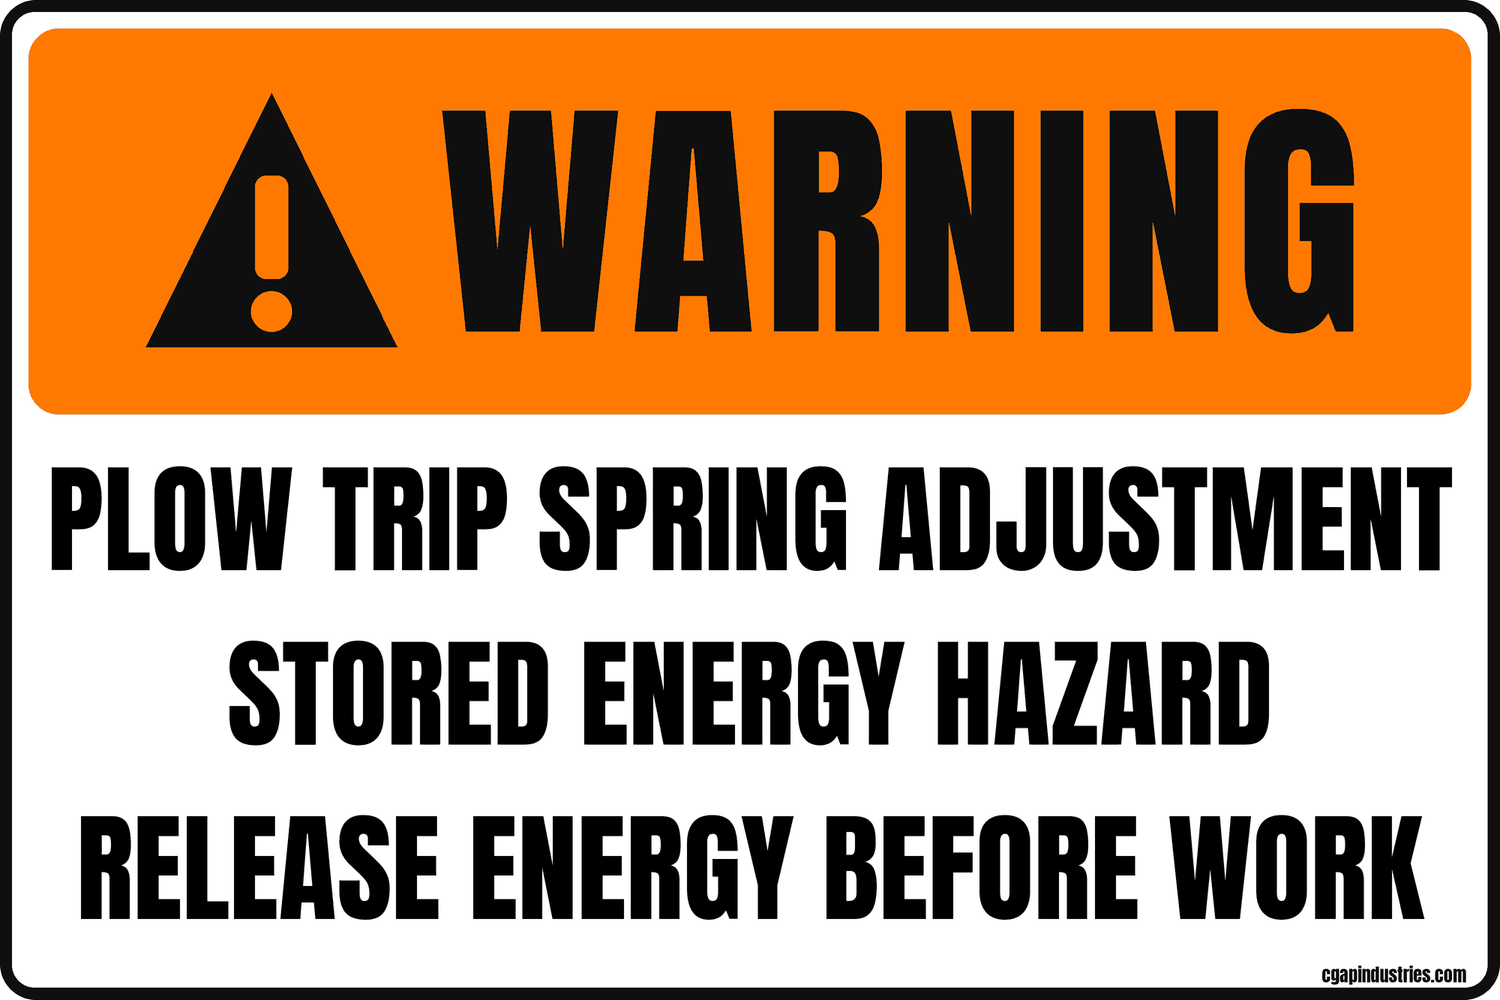 WARNING
PLOW TRIP SPRING ADJUSTMENT
STORED ENERGY HAZARD
RELEASE ENERGY BEFORE WORK
cgapindustries.com